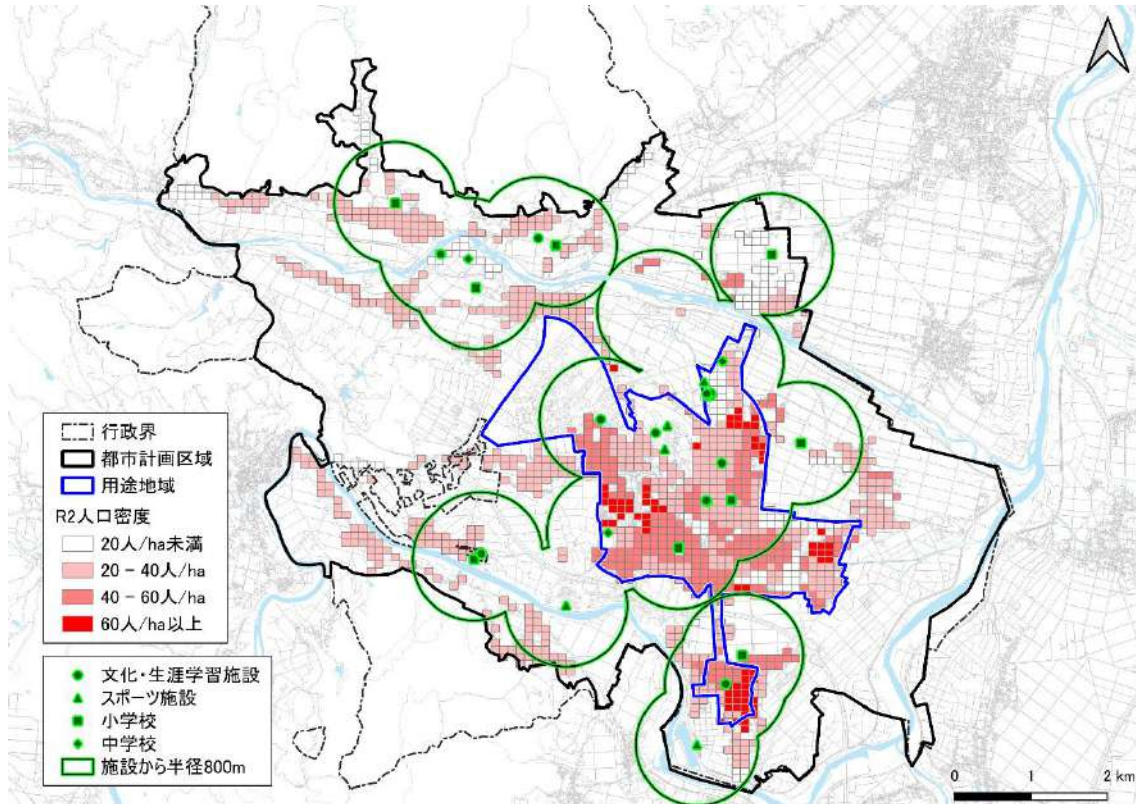 行政界
都市計画区域
用途地域
R2人口密度
20人/ha未満
20－40人/ha
40－60人/ha
60人/ha以上
文化・生涯学習施設
スポーツ施設
小学校
中学校
施設から半径800m
0 1 2 km